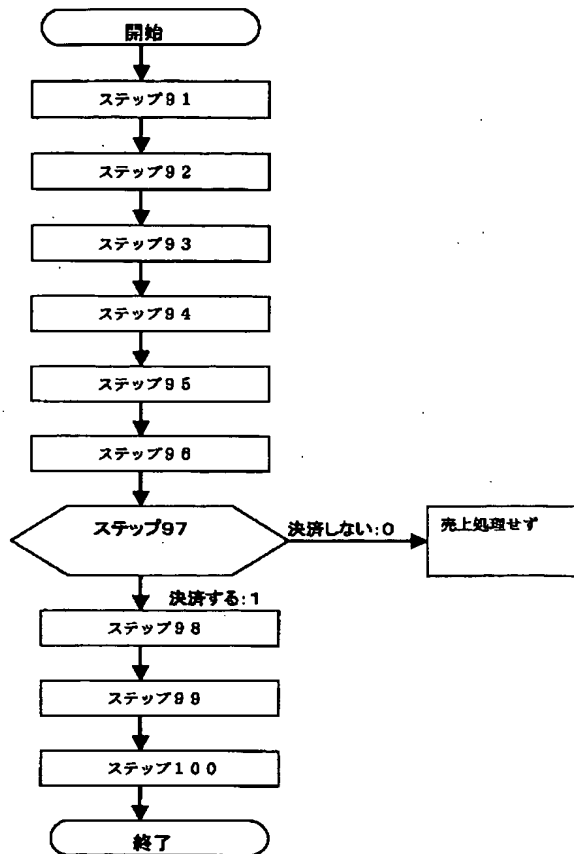 開始
ステップ９１
ステップ９２
ステップ９３
ステップ９４
ステップ９５
ステップ９６
ステップ97
決済しない:0
売上処理せず
決済する:1
ステップ９８
ステップ９９
ステップ１００
終了